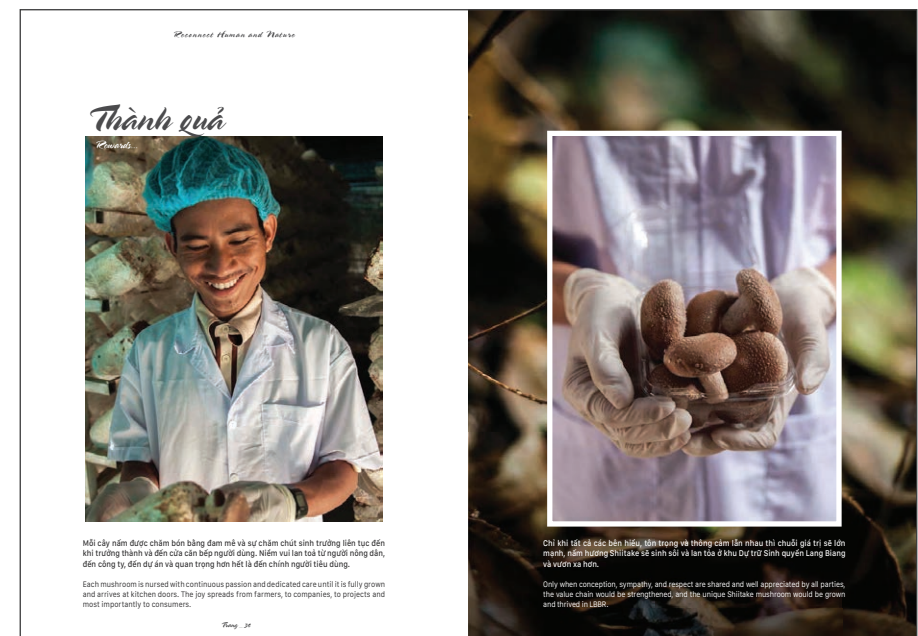 Reconnect Human and Nature
Thành quả
Rewards
Mỗi cây nấm được chăm bón bằng đam mê và sự chăm chút sinh trưởng liên tục đến
khi trưởng thành và đến cửa căn bếp người dùng. Niềm vui lan toả từ người nông dân,
đến công ty, đến dự án và quan trọng hơn hết là đến chính người tiêu dùng.
Each mushroom is nursed with continuous passion and dedicated care until it is fully grown
and arrives at kitchen doors. The joy spreads from farmers, to companies, to projects and
most importantly to consumers.
Trang
Chỉ khi tất cả các bên hiểu, tôn trọng và thông cảm lẫn nhau thì chuỗi giá trị sẽ lớn
mạnh, nấm hương Shiitake sẽ sinh sôi và lan tỏa ở khu Dự trữ Sinh quyển Lang Biang
và vươn xa hơn.
Only when conception, sympathy, and respect are shared and well appreciated by all parties,
the value chain would be strengthened, and the unique Shiitake mushroom would be grown
and thrived in LBBR.